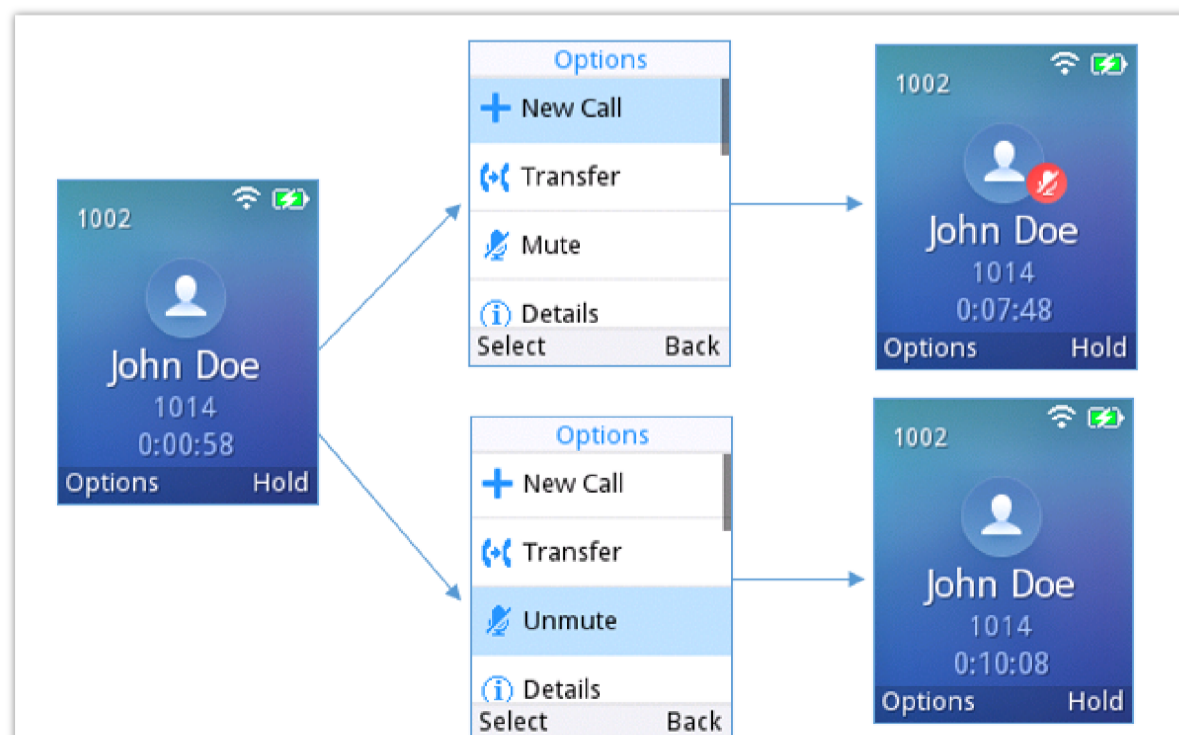 1002
John Doe
1014
0:00:58
Options Hold
Options
New Call
Transfer
Mute
Details
Select Back
1002
John Doe
1014
0:07:48
Options Hold
Options
New Call
Transfer
Unmute
Details
Select Back
1002
John Doe
1014
0:10:08
Options Hold